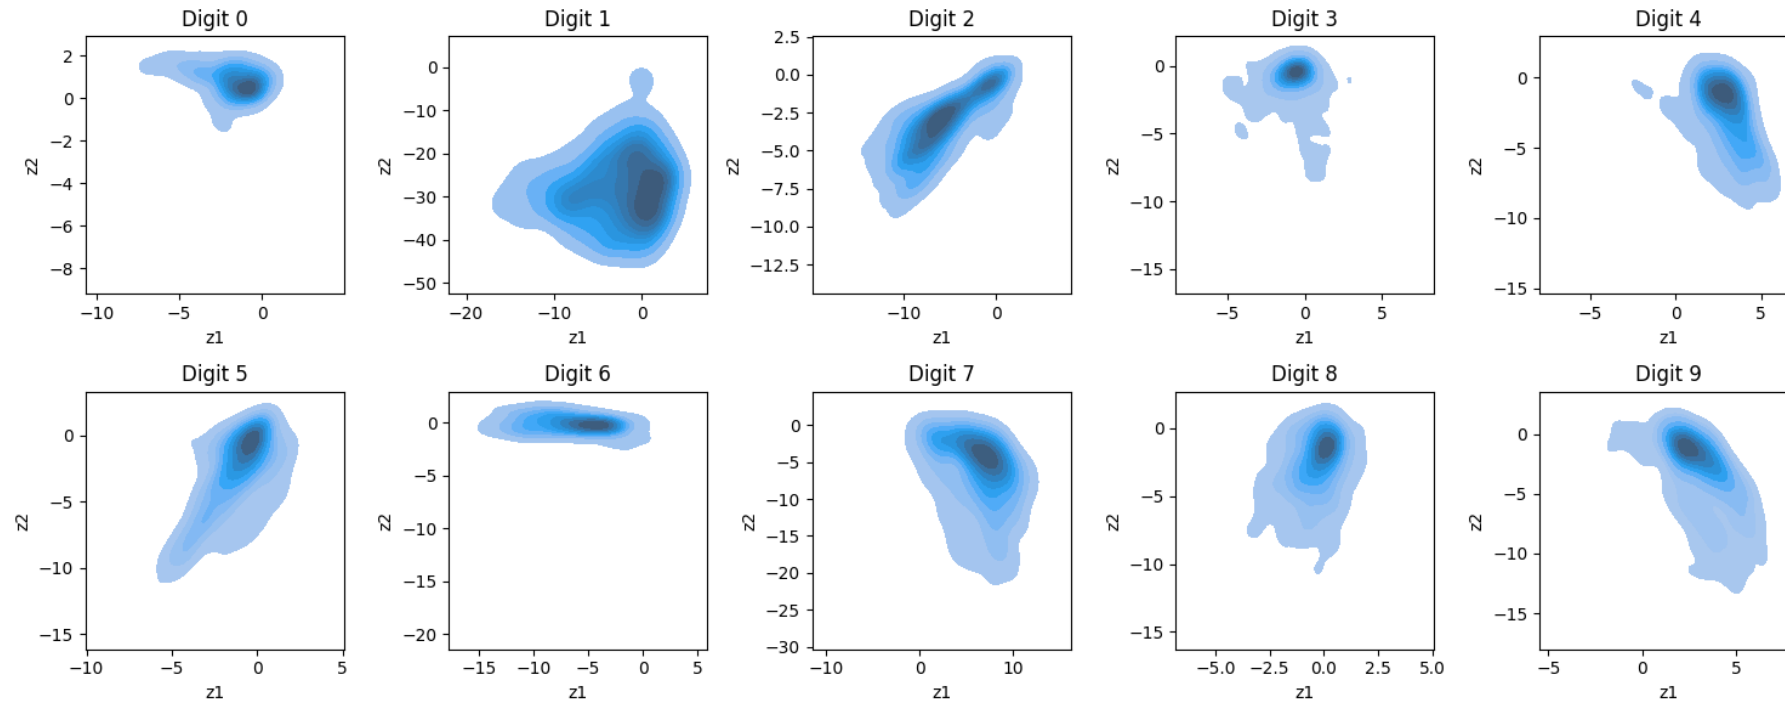 Digit 0
2
0
−2
−4
−6
−8
z2
−10
−5
0
z1
Digit 1
0
−10
−20
−30
−40
−50
z2
−20
−10
0
z1
Digit 2
2.5
0.0
−2.5
−5.0
−7.5
−10.0
−12.5
z2
−10
0
z1
Digit 3
0
−5
−10
−15
z2
−5
0
5
z1
Digit 4
0
−5
−10
−15
z2
−5
0
5
z1
Digit 5
0
−5
−10
−15
z2
−10
−5
0
5
z1
Digit 6
0
−5
−10
−15
−20
z2
−15
−10
−5
0
5
z1
Digit 7
0
−5
−10
−15
−20
−25
−30
z2
−10
0
10
z1
Digit 8
0
−5
−10
−15
z2
−5.0
−2.5
0.0
2.5
5.0
z1
Digit 9
0
−5
−10
−15
z2
−5
0
5
z1